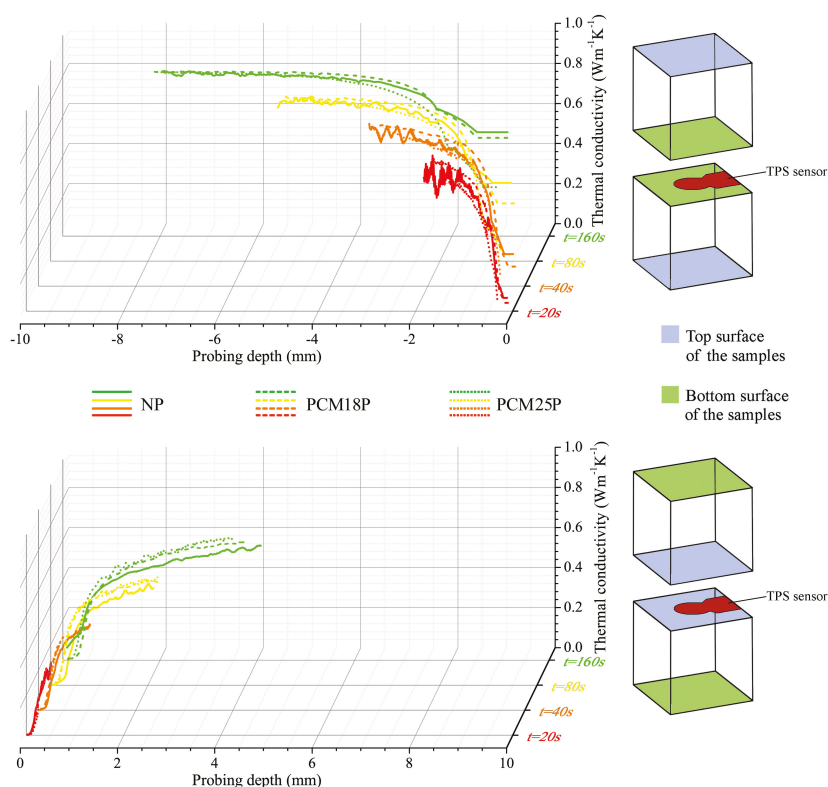 1.0
0.8
0.6
0.4
0.2
0.0
Thermal conductivity (Wm⁻¹K⁻¹)
t=160s
t=80s
t=40s
t=20s
-10
-8
-6
-4
-2
0
Probing depth (mm)
TPS sensor
Top surface
of the samples
Bottom surface
of the samples
NP
PCM18P
PCM25P
1.0
0.8
0.6
0.4
0.2
0.0
Thermal conductivity (Wm⁻¹K⁻¹)
t=160s
t=80s
t=40s
t=20s
0
2
4
6
8
10
Probing depth (mm)
TPS sensor